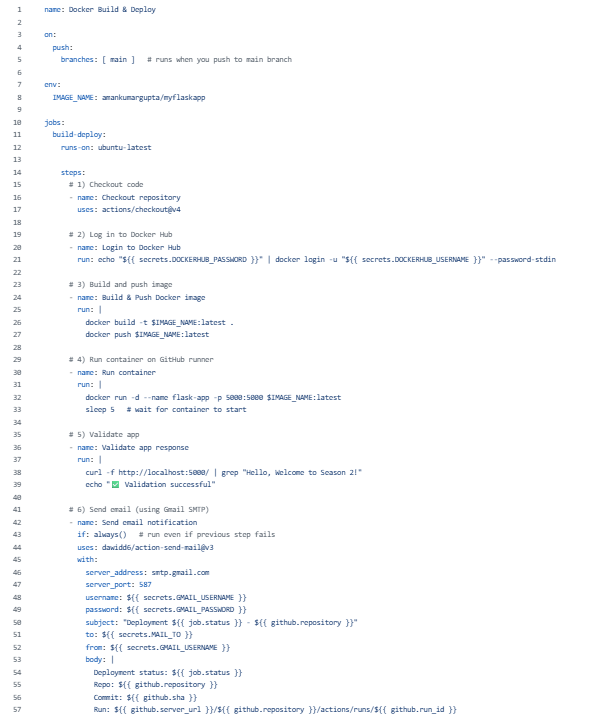 1 name: Docker Build & Deploy
2
3 on:
4   push:
5     branches: [ main ]   # runs when you push to main branch
6
7 env:
8   IMAGE_NAME: amankumargupta/myflaskapp
9
10 jobs:
11   build-deploy:
12     runs-on: ubuntu-latest
13
14     steps:
15       # 1) Checkout code
16       - name: Checkout repository
17         uses: actions/checkout@v4
18
19       # 2) Log in to Docker Hub
20       - name: Login to Docker Hub
21         run: echo "${{ secrets.DOCKERHUB_PASSWORD }}" | docker login -u "${{ secrets.DOCKERHUB_USERNAME }}" --password-stdin
22
23       # 3) Build and push image
24       - name: Build & Push Docker image
25         run: |
26           docker build -t $IMAGE_NAME:latest .
27           docker push $IMAGE_NAME:latest
28
29       # 4) Run container on GitHub runner
30       - name: Run container
31         run: |
32           docker run -d --name flask-app -p 5000:5000 $IMAGE_NAME:latest
33           sleep 5   # wait for container to start
34
35       # 5) Validate app
36       - name: Validate app response
37         run: |
38           curl -f http://localhost:5000/ | grep "Hello, Welcome to Season 2!"
39           echo "✅ Validation successful"
40
41       # 6) Send email (using Gmail SMTP)
42       - name: Send email notification
43         if: always()   # run even if previous step fails
44         uses: dawidd6/action-send-mail@v3
45         with:
46           server_address: smtp.gmail.com
47           server_port: 587
48           username: ${{ secrets.GMAIL_USERNAME }}
49           password: ${{ secrets.GMAIL_PASSWORD }}
50           subject: "Deployment ${{ job.status }} - ${{ github.repository }}"
51           to: ${{ secrets.MAIL_TO }}
52           from: ${{ secrets.GMAIL_USERNAME }}
53           body: |
54             Deployment status: ${{ job.status }}
55             Repo: ${{ github.repository }}
56             Commit: ${{ github.sha }}
57             Run: ${{ github.server_url }}/${{ github.repository }}/actions/runs/${{ github.run_id }}